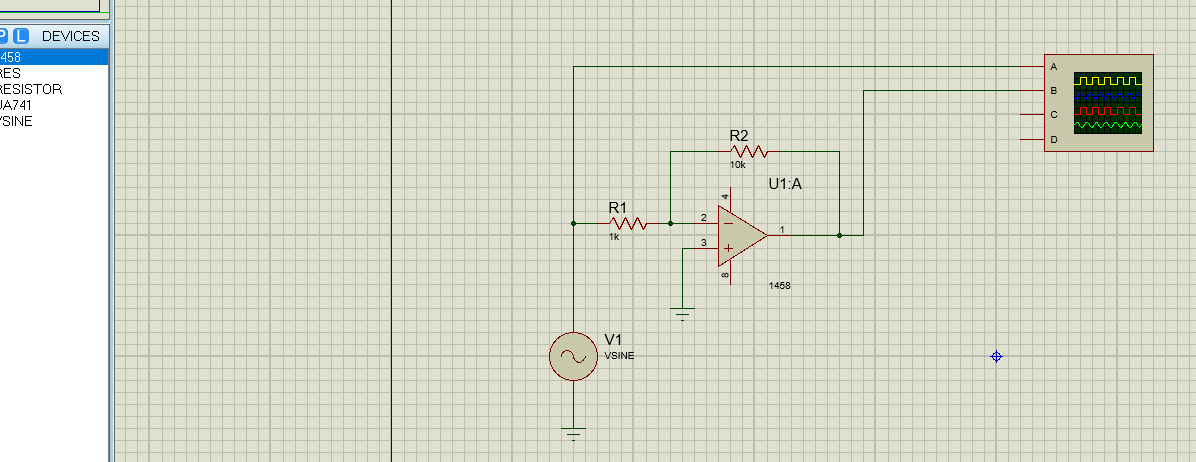 P L DEVICES
458
RES
RESISTOR
UA741
VSINE
A
B
C
D
R2
10k
U1:A
4
R1
1k
2
3
1
8
1458
V1
VSINE